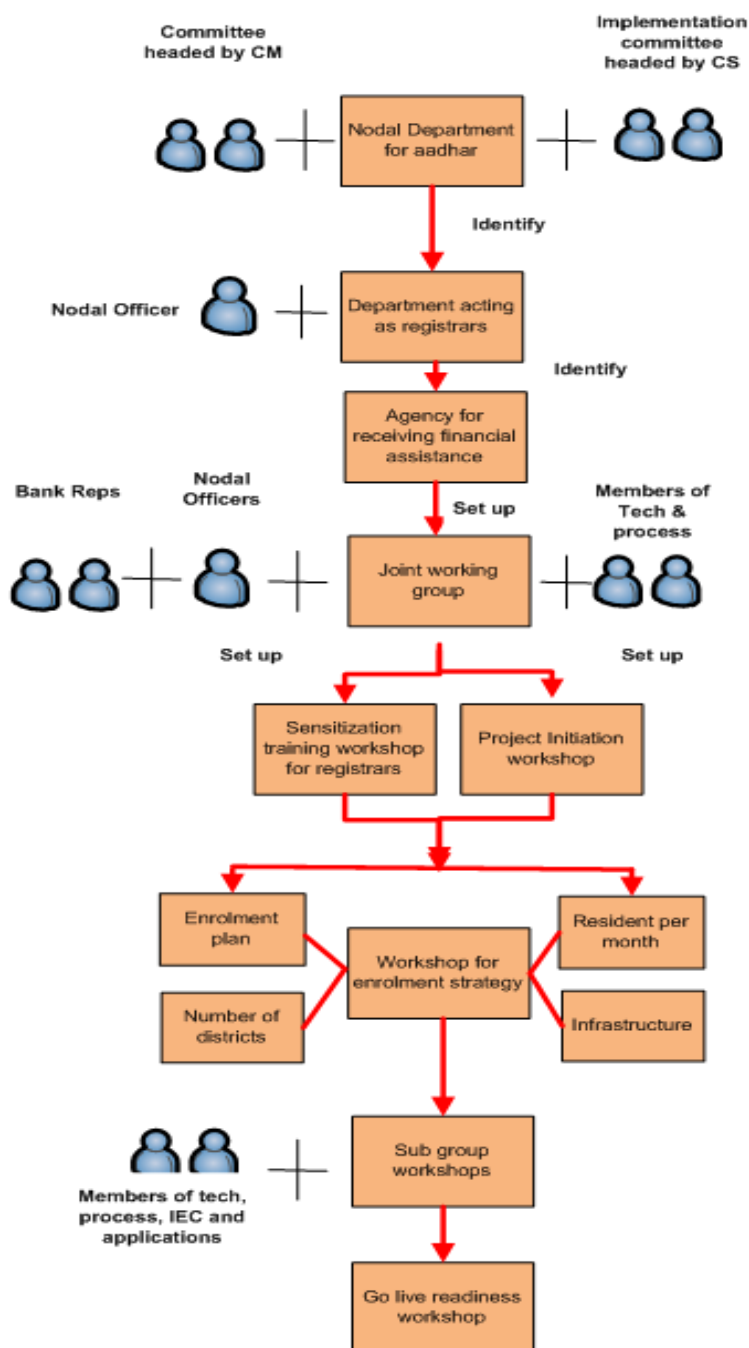 Committee
headed by CM
Implementation
committee
headed by CS
Nodal Department
for aadhar
Identify
Nodal Officer
Department acting
as registrars
Identify
Agency for
receiving financial
assistance
Bank Reps
Nodal
Officers
Set up
Members of
Tech &
process
Joint working
group
Set up
Set up
Sensitization
training workshop
for registrars
Project Initiation
workshop
Enrolment
plan
Resident per
month
Workshop for
enrolment strategy
Number of
districts
Infrastructure
Sub group
workshops
Members of tech,
process, IEC and
applications
Go live readiness
workshop